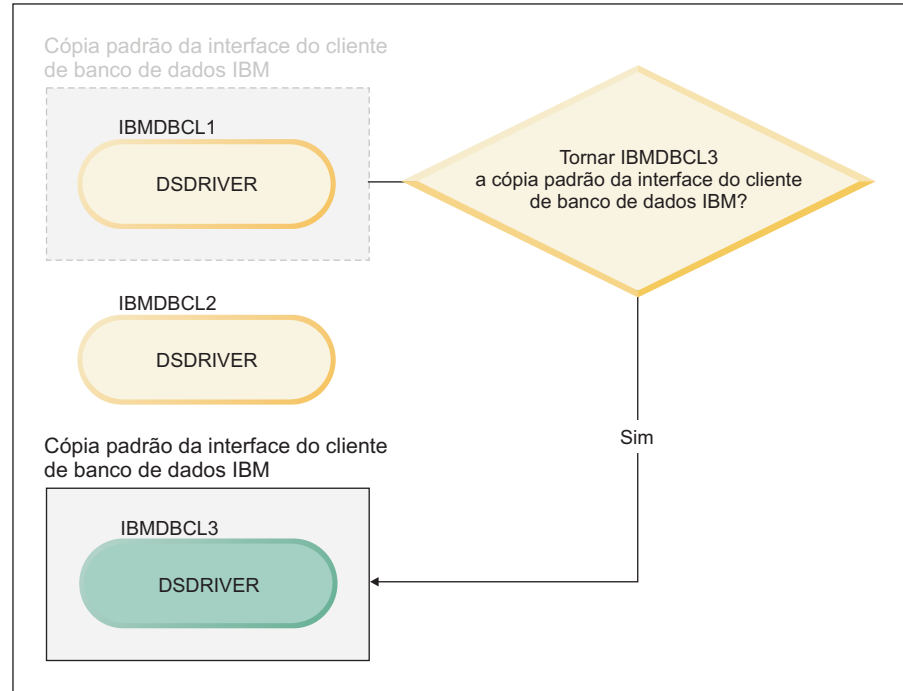 Cópia padrão da interface do cliente
de banco de dados IBM
IBMDBCL1
DSDRIVER
Tornar IBMDBCL3
a cópia padrão da interface do cliente
de banco de dados IBM?
IBMDBCL2
DSDRIVER
Sim
Cópia padrão da interface do cliente
de banco de dados IBM
IBMDBCL3
DSDRIVER